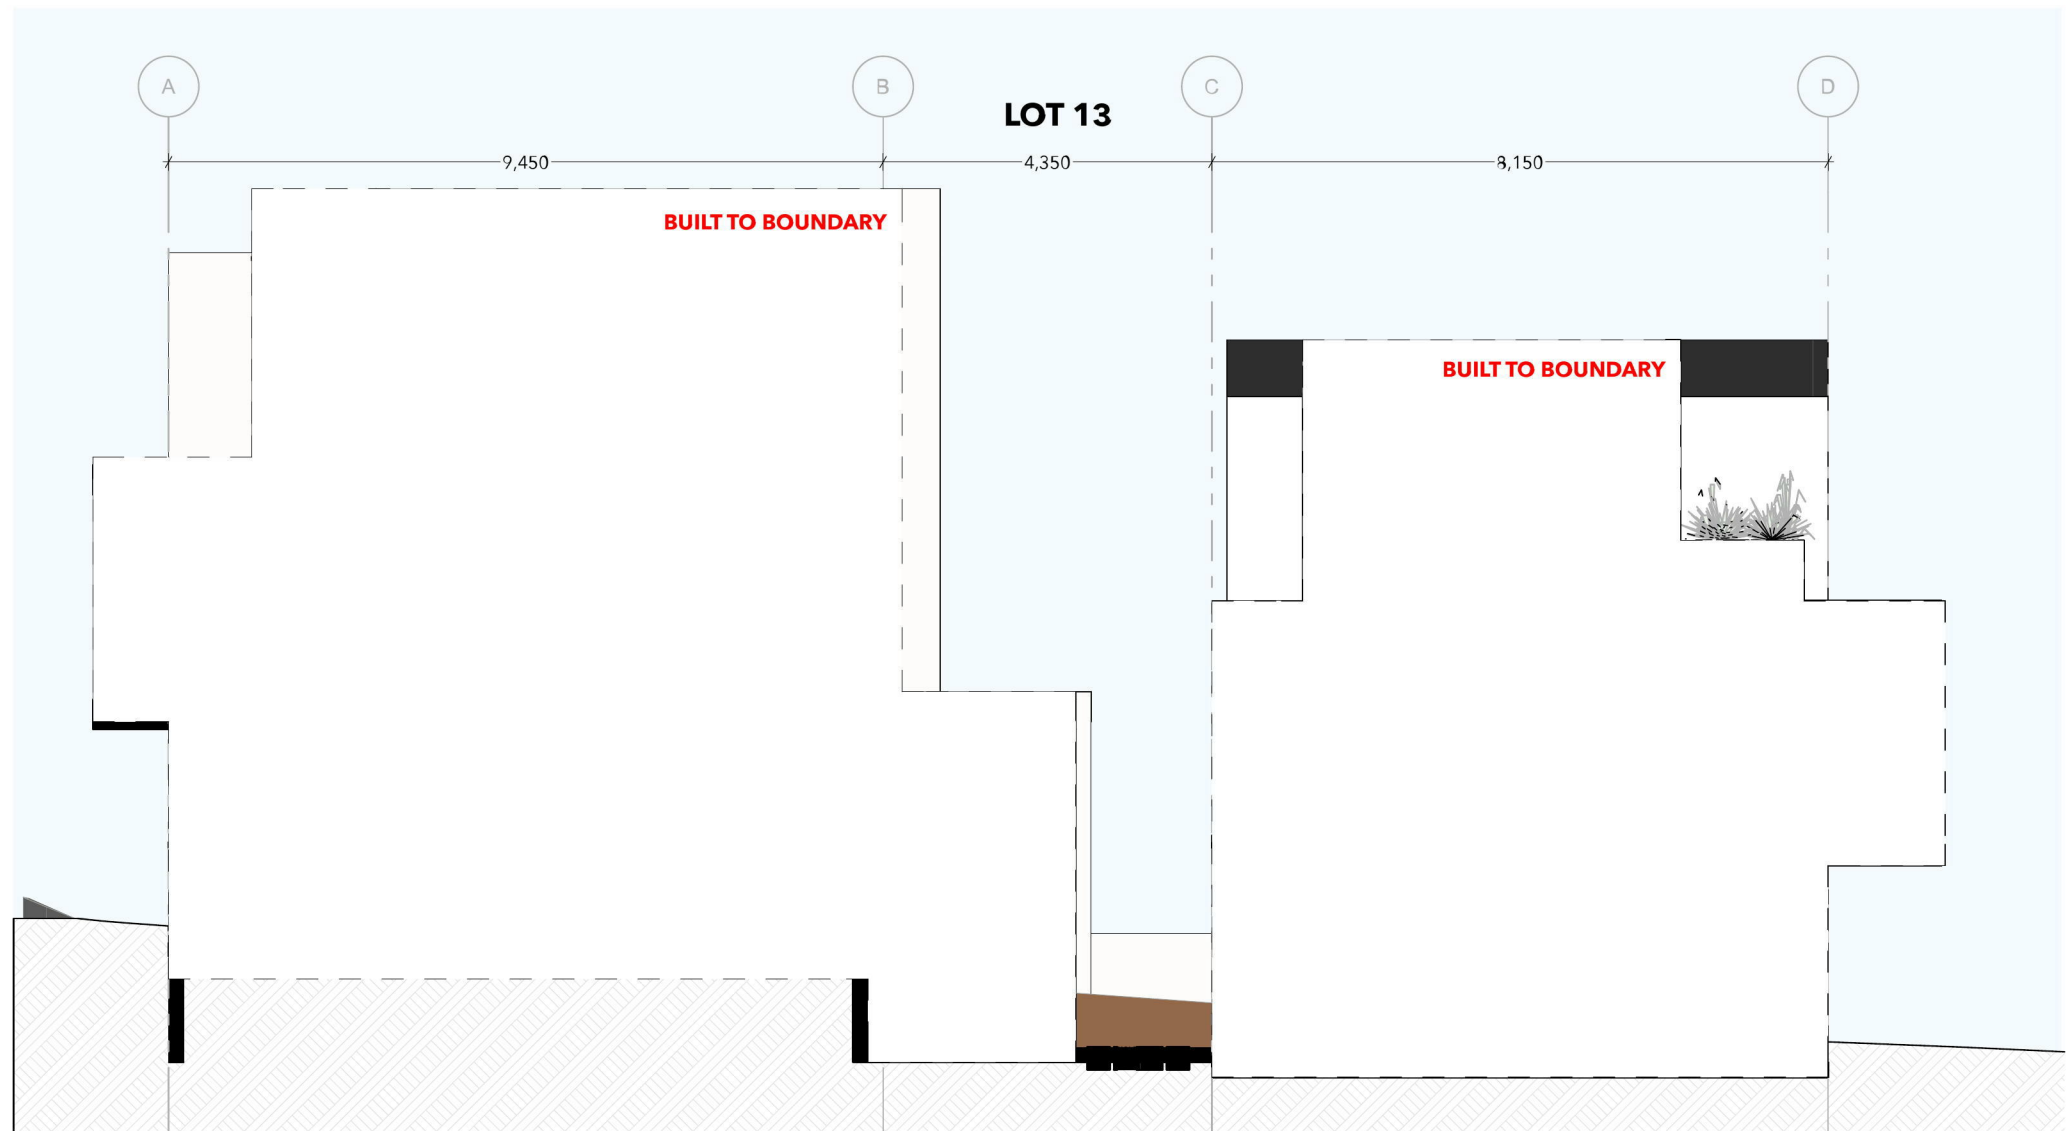 A B C D
LOT 13
9,450 4,350 8,150
BUILT TO BOUNDARY
BUILT TO BOUNDARY